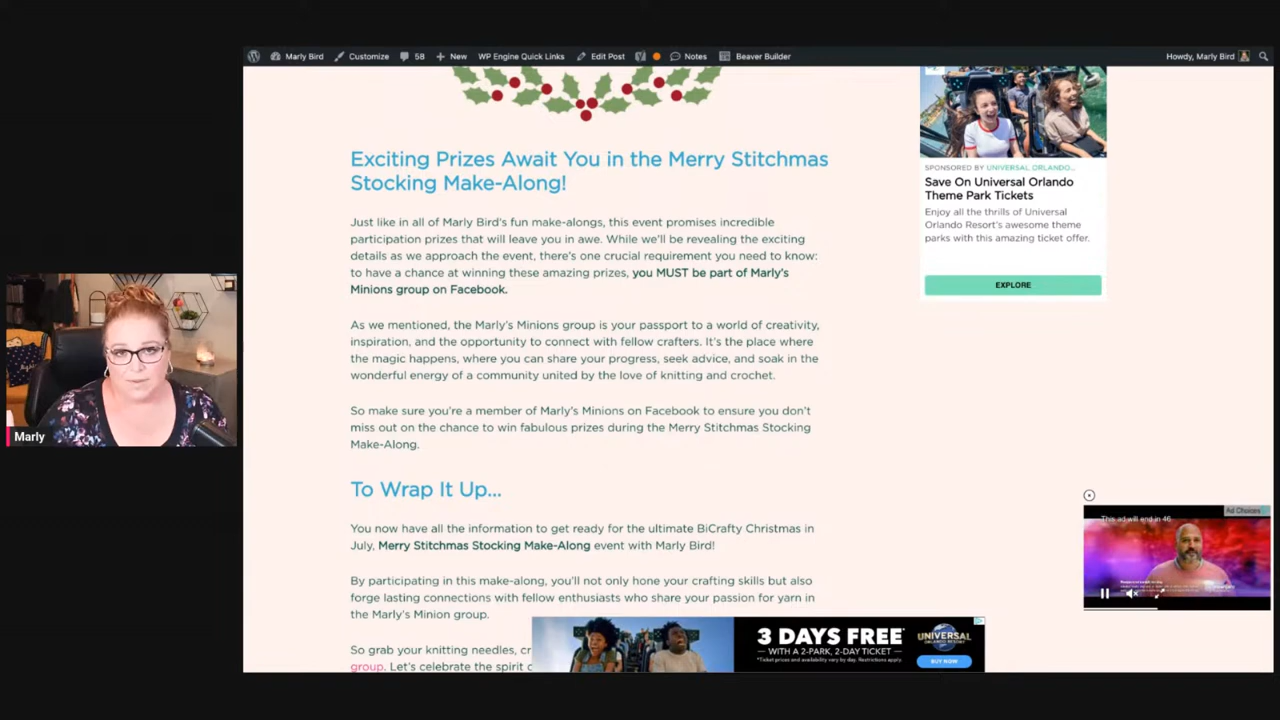 Marly Bird
Customize
58
New
WP Engine Quick Links
Edit Post
Notes
Beaver Builder
Howdy, Marly Bird
Exciting Prizes Await You in the Merry Stitchmas
Stocking Make-Along!
Just like in all of Marly Bird's fun make-alongs, this event promises incredible
participation prizes that will leave you in awe. While we'll be revealing the exciting
details as we approach the event, there's one crucial requirement you need to know:
to have a chance at winning these amazing prizes, you MUST be part of Marly's
Minions group on Facebook.
As we mentioned, the Marly's Minions group is your passport to a world of creativity,
inspiration, and the opportunity to connect with fellow crafters. It's the place where
the magic happens, where you can share your progress, seek advice, and soak in the
wonderful energy of a community united by the love of knitting and crochet.
So make sure you're a member of Marly's Minions on Facebook to ensure you don't
miss out on the chance to win fabulous prizes during the Merry Stitchmas Stocking
Make-Along.
To Wrap It Up...
You now have all the information to get ready for the ultimate BiCrafty Christmas in
July, Merry Stitchmas Stocking Make-Along event with Marly Bird!
By participating in this make-along, you'll not only hone your crafting skills but also
forge lasting connections with fellow enthusiasts who share your passion for yarn in
the Marly's Minion group.
So grab your knitting needles, cr
group. Let's celebrate the spirit c
SPONSORED BY UNIVERSAL ORLANDO...
Save On Universal Orlando
Theme Park Tickets
Enjoy all the thrills of Universal
Orlando Resort's awesome theme
parks with this amazing ticket offer.
EXPLORE
Marly
Ad Choices
This ad will end in 46
3 DAYS FREE*
WITH A 2-PARK, 2-DAY TICKET
*Ticket prices and availability vary by day. Restrictions apply.
UNIVERSAL
ORLANDO RESORT
BUY NOW